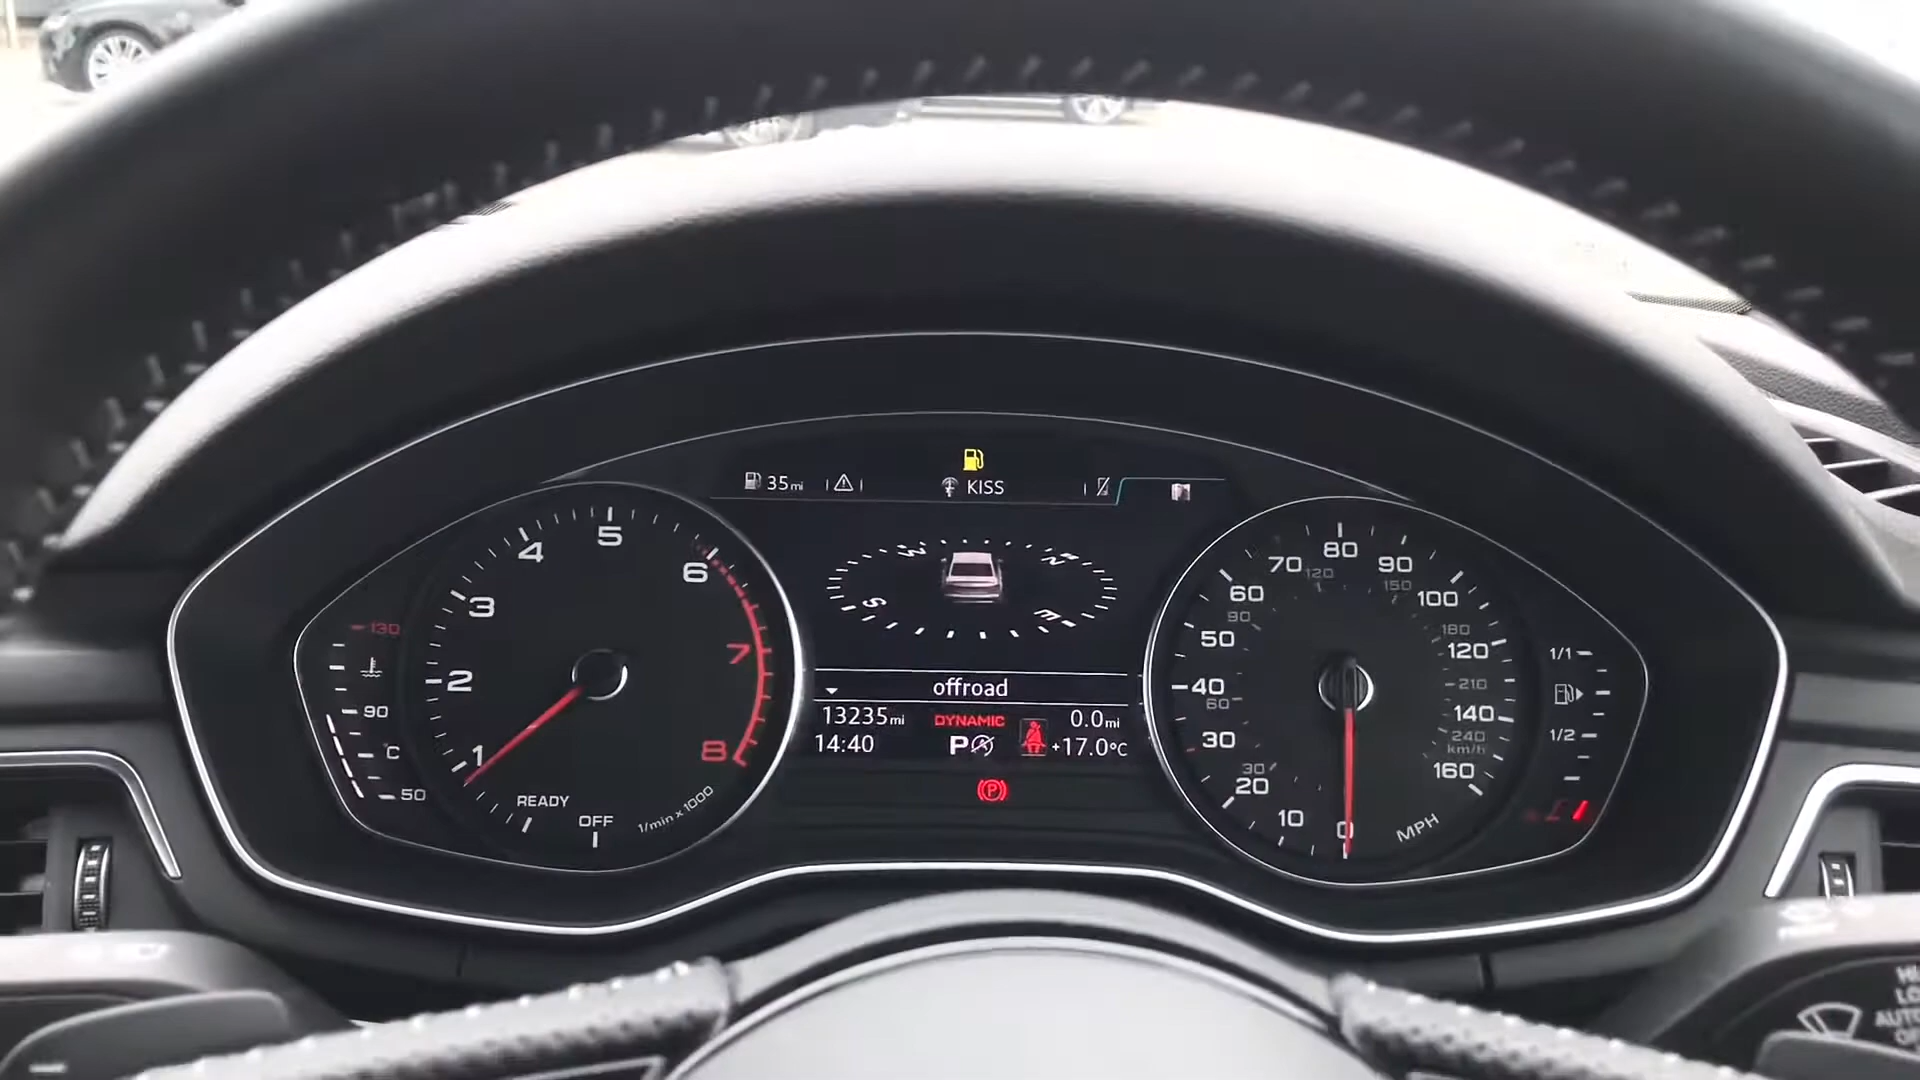 35mi
KISS
W
N
S
E
offroad
13235mi
DYNAMIC
0.0mi
14:40
P
+17.0°C
P
130
90
°C
50
1
2
3
4
5
6
7
8
READY
OFF
1/min x 1000
0
10
20
30
40
50
60
70
80
90
100
120
140
160
MPH
30
60
90
120
150
180
210
240
km/h
1/1
1/2
AUTO